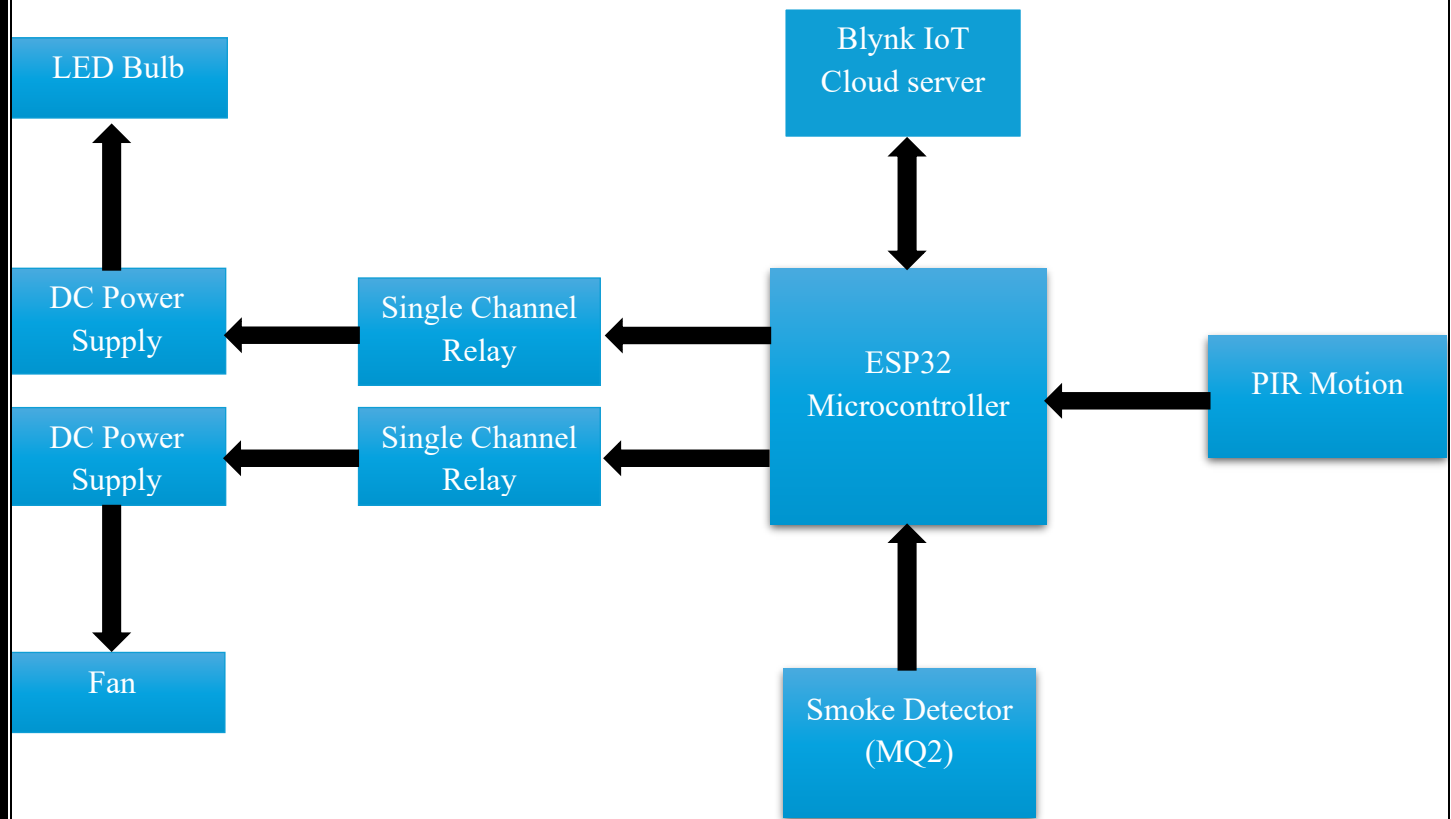 LED Bulb
Blynk IoT
Cloud server
DC Power
Supply
Single Channel
Relay
ESP32
Microcontroller
PIR Motion
DC Power
Supply
Single Channel
Relay
Fan
Smoke Detector
(MQ2)